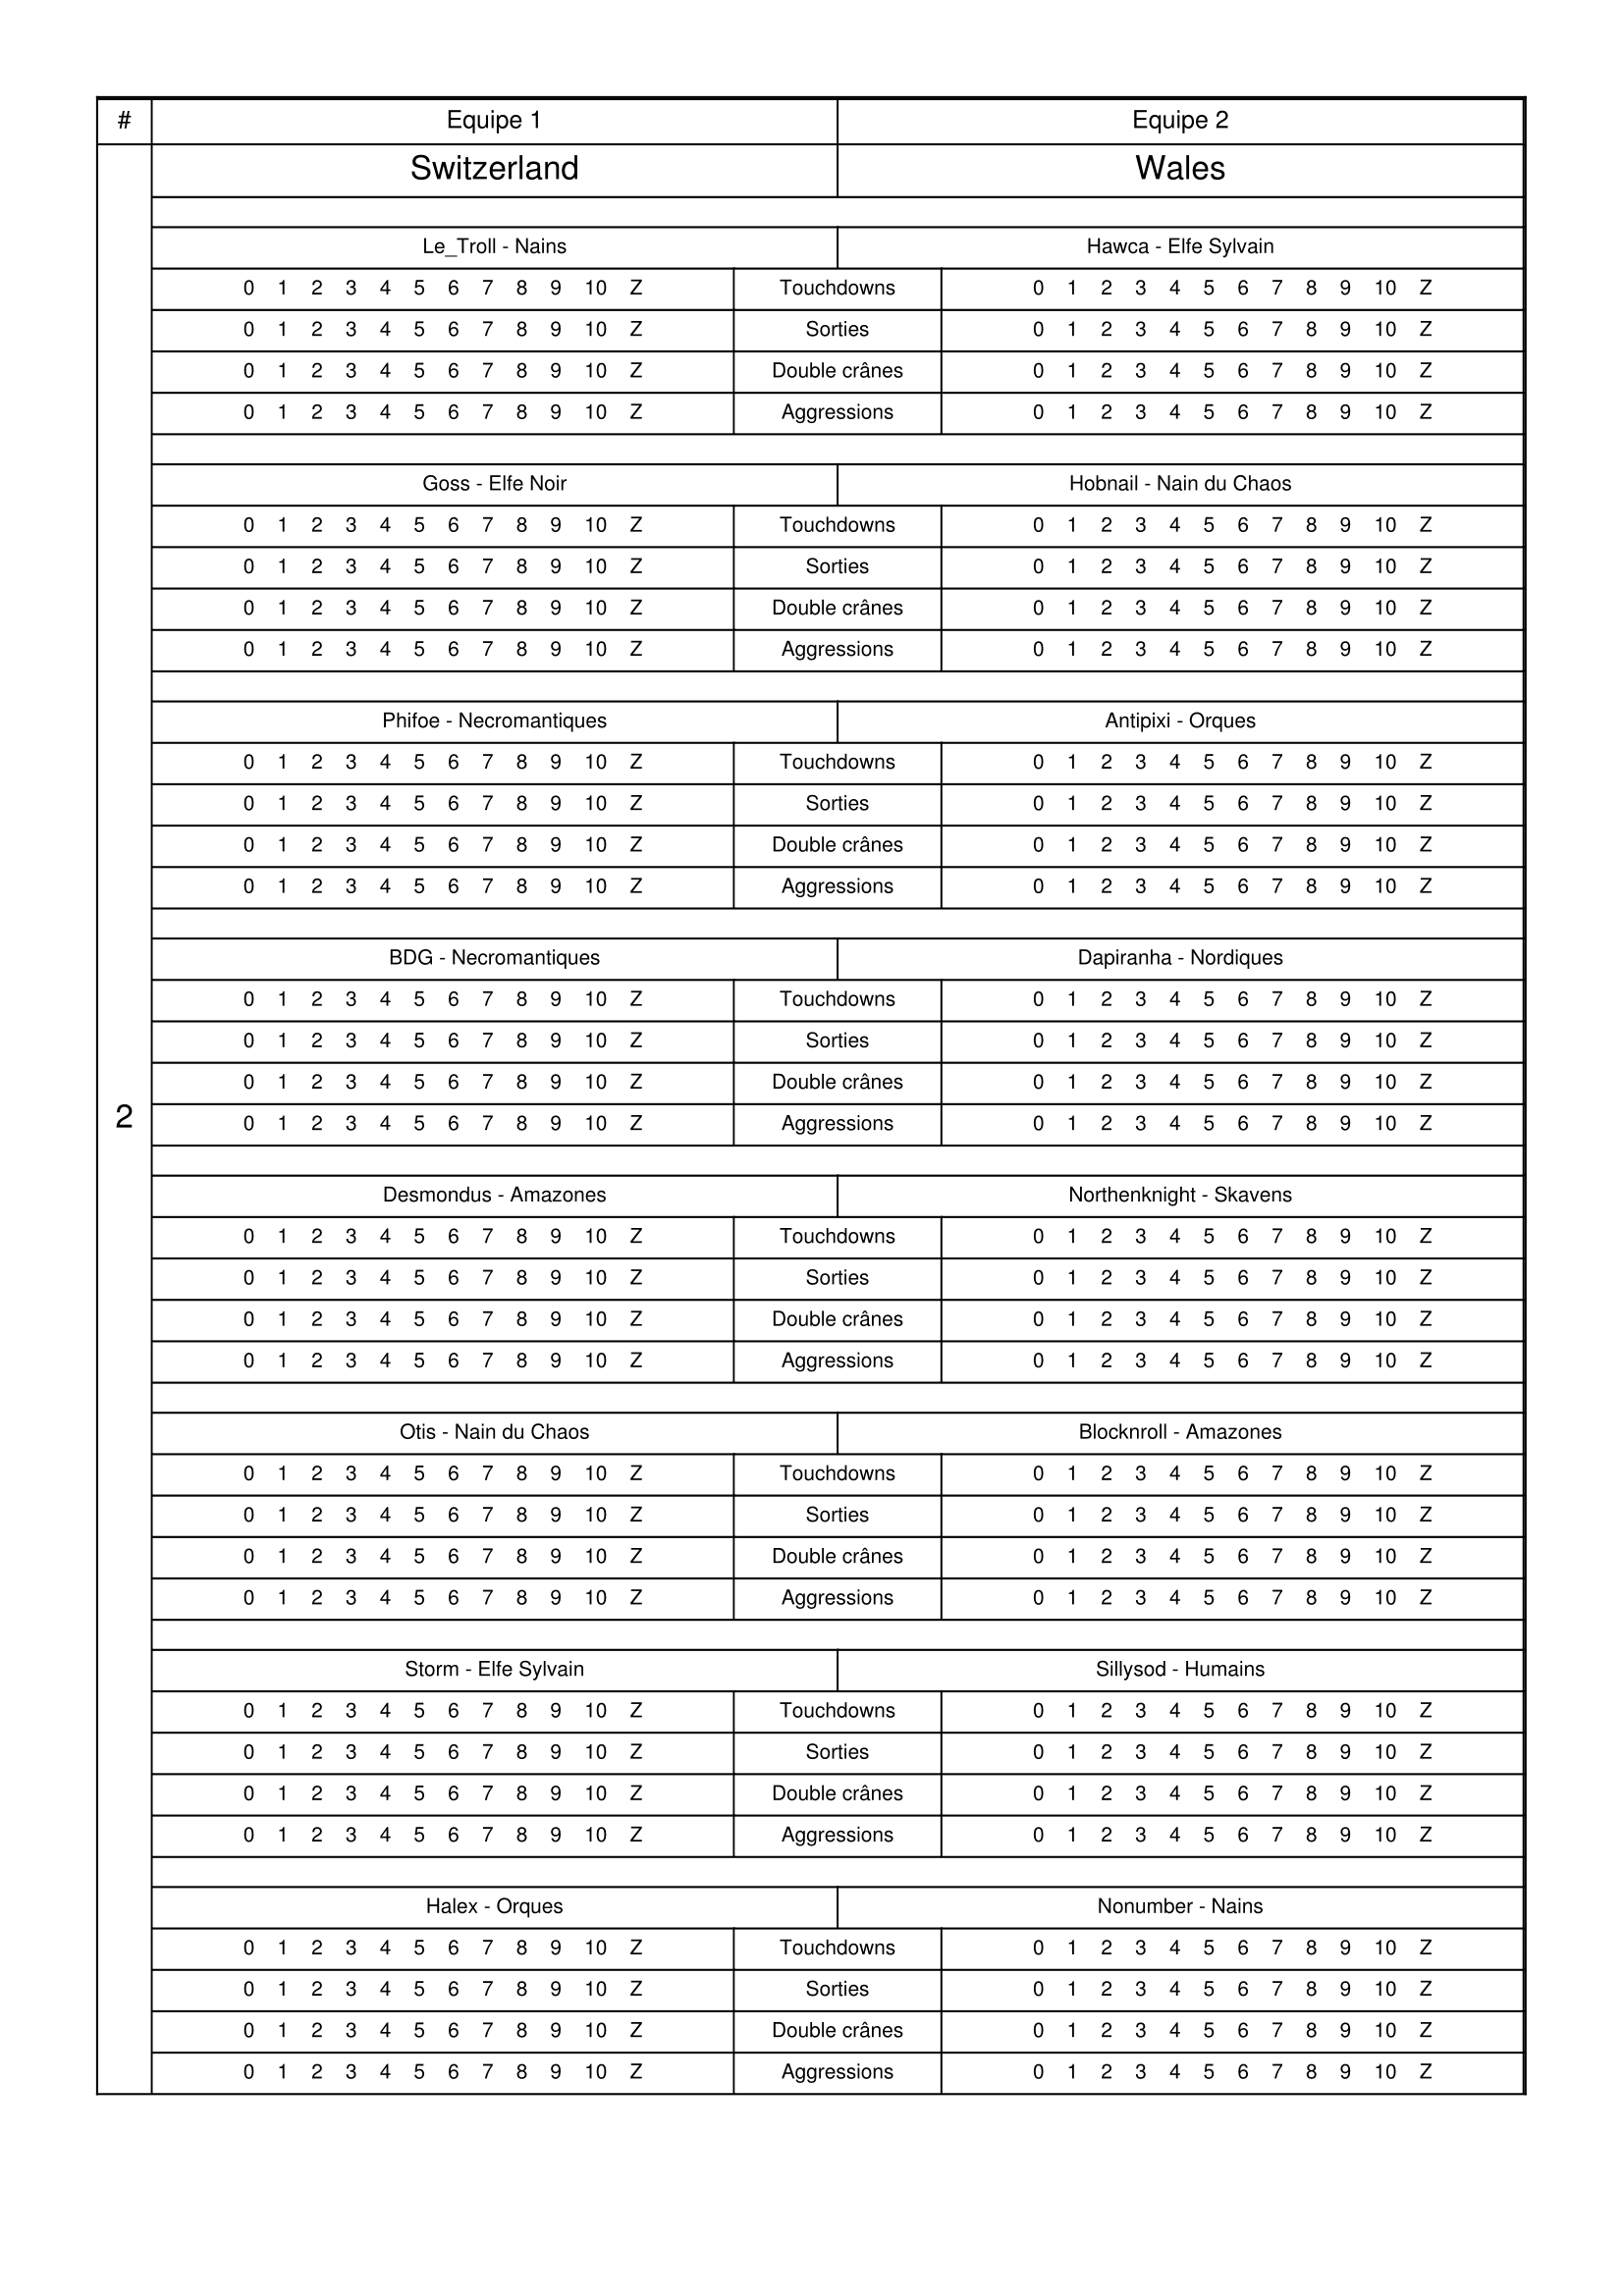 # Equipe 1 Equipe 2
Switzerland Wales
Le_Troll - Nains Hawca - Elfe Sylvain
0 1 2 3 4 5 6 7 8 9 10 Z Touchdowns 0 1 2 3 4 5 6 7 8 9 10 Z
0 1 2 3 4 5 6 7 8 9 10 Z Sorties 0 1 2 3 4 5 6 7 8 9 10 Z
0 1 2 3 4 5 6 7 8 9 10 Z Double crânes 0 1 2 3 4 5 6 7 8 9 10 Z
0 1 2 3 4 5 6 7 8 9 10 Z Aggressions 0 1 2 3 4 5 6 7 8 9 10 Z
Goss - Elfe Noir Hobnail - Nain du Chaos
0 1 2 3 4 5 6 7 8 9 10 Z Touchdowns 0 1 2 3 4 5 6 7 8 9 10 Z
0 1 2 3 4 5 6 7 8 9 10 Z Sorties 0 1 2 3 4 5 6 7 8 9 10 Z
0 1 2 3 4 5 6 7 8 9 10 Z Double crânes 0 1 2 3 4 5 6 7 8 9 10 Z
0 1 2 3 4 5 6 7 8 9 10 Z Aggressions 0 1 2 3 4 5 6 7 8 9 10 Z
Phifoe - Necromantiques Antipixi - Orques
0 1 2 3 4 5 6 7 8 9 10 Z Touchdowns 0 1 2 3 4 5 6 7 8 9 10 Z
0 1 2 3 4 5 6 7 8 9 10 Z Sorties 0 1 2 3 4 5 6 7 8 9 10 Z
0 1 2 3 4 5 6 7 8 9 10 Z Double crânes 0 1 2 3 4 5 6 7 8 9 10 Z
0 1 2 3 4 5 6 7 8 9 10 Z Aggressions 0 1 2 3 4 5 6 7 8 9 10 Z
BDG - Necromantiques Dapiranha - Nordiques
0 1 2 3 4 5 6 7 8 9 10 Z Touchdowns 0 1 2 3 4 5 6 7 8 9 10 Z
0 1 2 3 4 5 6 7 8 9 10 Z Sorties 0 1 2 3 4 5 6 7 8 9 10 Z
0 1 2 3 4 5 6 7 8 9 10 Z Double crânes 0 1 2 3 4 5 6 7 8 9 10 Z
2 0 1 2 3 4 5 6 7 8 9 10 Z Aggressions 0 1 2 3 4 5 6 7 8 9 10 Z
Desmondus - Amazones Northenknight - Skavens
0 1 2 3 4 5 6 7 8 9 10 Z Touchdowns 0 1 2 3 4 5 6 7 8 9 10 Z
0 1 2 3 4 5 6 7 8 9 10 Z Sorties 0 1 2 3 4 5 6 7 8 9 10 Z
0 1 2 3 4 5 6 7 8 9 10 Z Double crânes 0 1 2 3 4 5 6 7 8 9 10 Z
0 1 2 3 4 5 6 7 8 9 10 Z Aggressions 0 1 2 3 4 5 6 7 8 9 10 Z
Otis - Nain du Chaos Blocknroll - Amazones
0 1 2 3 4 5 6 7 8 9 10 Z Touchdowns 0 1 2 3 4 5 6 7 8 9 10 Z
0 1 2 3 4 5 6 7 8 9 10 Z Sorties 0 1 2 3 4 5 6 7 8 9 10 Z
0 1 2 3 4 5 6 7 8 9 10 Z Double crânes 0 1 2 3 4 5 6 7 8 9 10 Z
0 1 2 3 4 5 6 7 8 9 10 Z Aggressions 0 1 2 3 4 5 6 7 8 9 10 Z
Storm - Elfe Sylvain Sillysod - Humains
0 1 2 3 4 5 6 7 8 9 10 Z Touchdowns 0 1 2 3 4 5 6 7 8 9 10 Z
0 1 2 3 4 5 6 7 8 9 10 Z Sorties 0 1 2 3 4 5 6 7 8 9 10 Z
0 1 2 3 4 5 6 7 8 9 10 Z Double crânes 0 1 2 3 4 5 6 7 8 9 10 Z
0 1 2 3 4 5 6 7 8 9 10 Z Aggressions 0 1 2 3 4 5 6 7 8 9 10 Z
Halex - Orques Nonumber - Nains
0 1 2 3 4 5 6 7 8 9 10 Z Touchdowns 0 1 2 3 4 5 6 7 8 9 10 Z
0 1 2 3 4 5 6 7 8 9 10 Z Sorties 0 1 2 3 4 5 6 7 8 9 10 Z
0 1 2 3 4 5 6 7 8 9 10 Z Double crânes 0 1 2 3 4 5 6 7 8 9 10 Z
0 1 2 3 4 5 6 7 8 9 10 Z Aggressions 0 1 2 3 4 5 6 7 8 9 10 Z